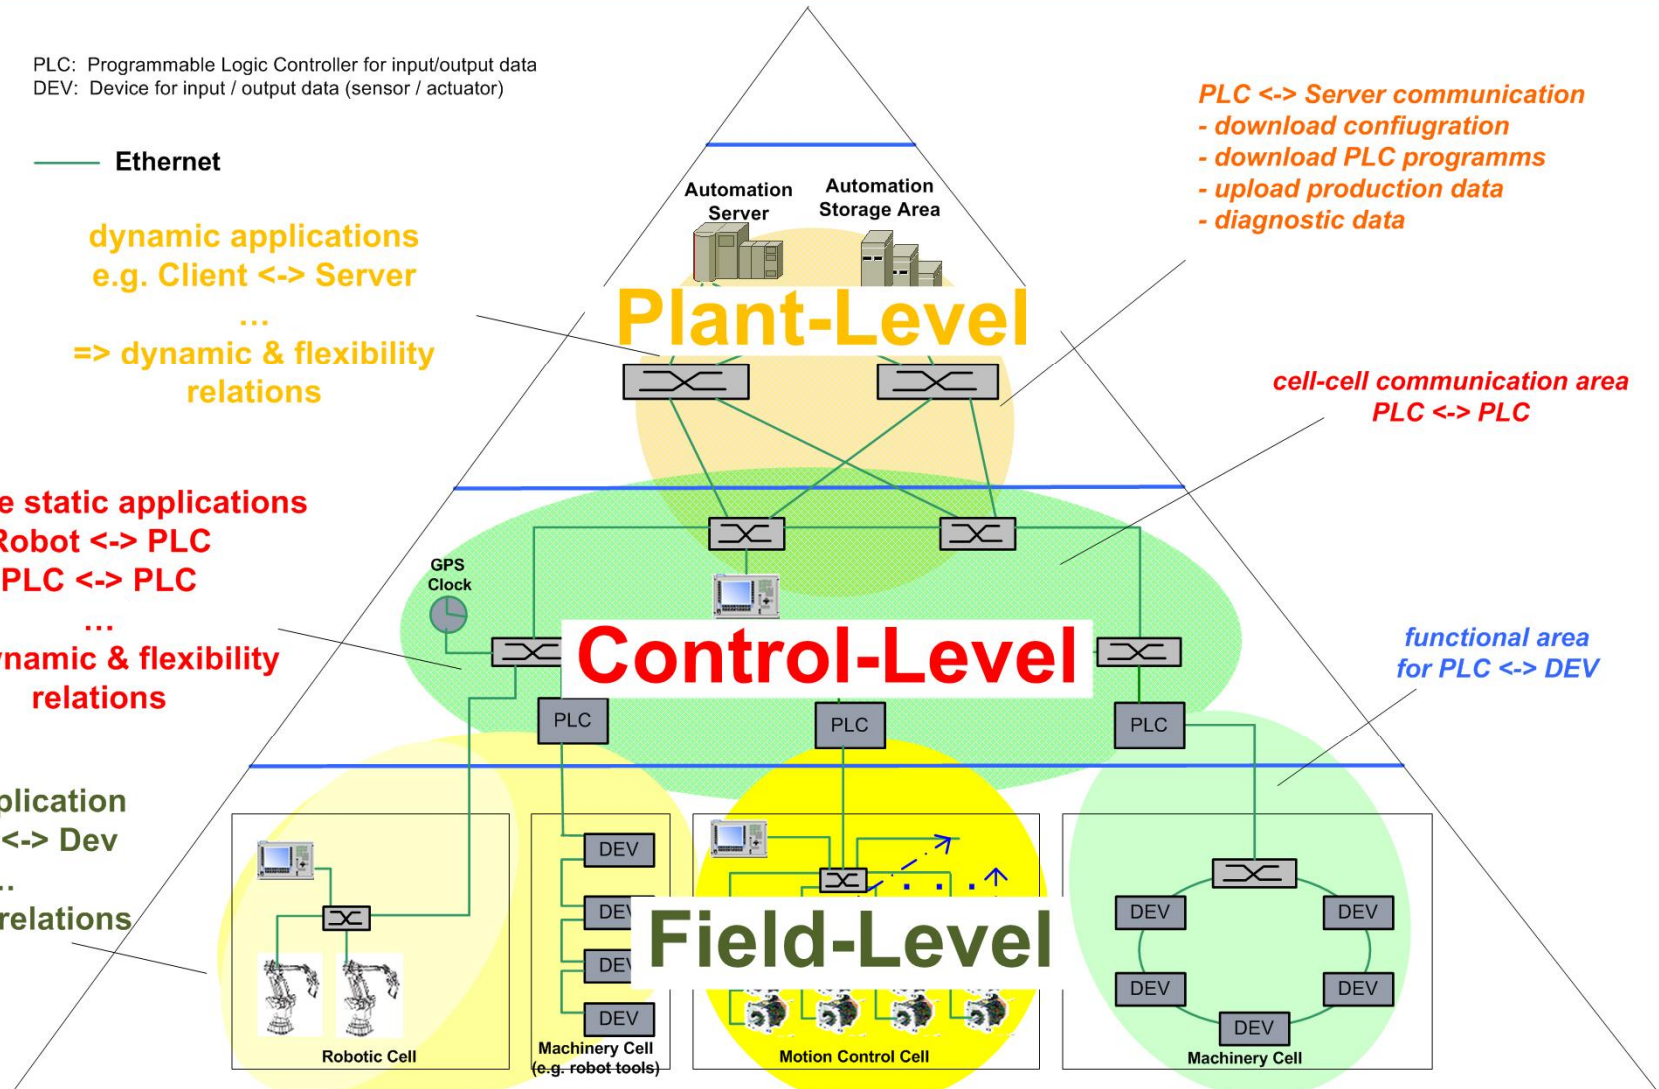 PLC: Programmable Logic Controller for input/output data
DEV: Device for input / output data (sensor / actuator)
Ethernet
dynamic applications
e.g. Client <-> Server
...
=> dynamic & flexibility
relations
Automation
Server
Automation
Storage Area
PLC <-> Server communication
- download confiugration
- download PLC programms
- upload production data
- diagnostic data
Plant-Level
cell-cell communication area
PLC <-> PLC
static applications
Robot <-> PLC
PLC <-> PLC
...
& flexibility
relations
GPS
Clock
Control-Level
functional area
for PLC <-> DEV
PLC
PLC
PLC
<-> Dev
relations
DEV
DEV
DEV
DEV
Robotic Cell
Machinery Cell
(e.g. robot tools)
Field-Level
Motion Control Cell
DEV
DEV
DEV
DEV
DEV
Machinery Cell